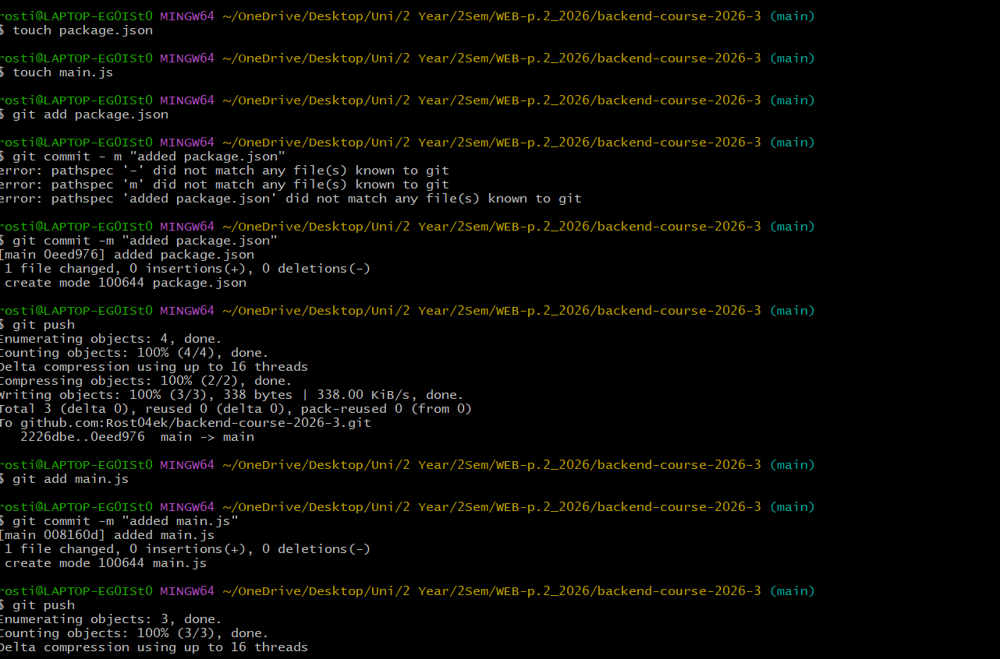 rosti@LAPTOP-EG0ISt0 MINGW64 ~/OneDrive/Desktop/Uni/2 Year/2Sem/WEB-p.2_2026/backend-course-2026-3 (main)
$ touch package.json
rosti@LAPTOP-EG0ISt0 MINGW64 ~/OneDrive/Desktop/Uni/2 Year/2Sem/WEB-p.2_2026/backend-course-2026-3 (main)
$ touch main.js
rosti@LAPTOP-EG0ISt0 MINGW64 ~/OneDrive/Desktop/Uni/2 Year/2Sem/WEB-p.2_2026/backend-course-2026-3 (main)
$ git add package.json
rosti@LAPTOP-EG0ISt0 MINGW64 ~/OneDrive/Desktop/Uni/2 Year/2Sem/WEB-p.2_2026/backend-course-2026-3 (main)
$ git commit - m "added package.json"
error: pathspec '-' did not match any file(s) known to git
error: pathspec 'm' did not match any file(s) known to git
error: pathspec 'added package.json' did not match any file(s) known to git
rosti@LAPTOP-EG0ISt0 MINGW64 ~/OneDrive/Desktop/Uni/2 Year/2Sem/WEB-p.2_2026/backend-course-2026-3 (main)
$ git commit -m "added package.json"
[main 0eed976] added package.json
1 file changed, 0 insertions(+), 0 deletions(-)
create mode 100644 package.json
rosti@LAPTOP-EG0ISt0 MINGW64 ~/OneDrive/Desktop/Uni/2 Year/2Sem/WEB-p.2_2026/backend-course-2026-3 (main)
$ git push
Enumerating objects: 4, done.
Counting objects: 100% (4/4), done.
Delta compression using up to 16 threads
Compressing objects: 100% (2/2), done.
Writing objects: 100% (3/3), 338 bytes | 338.00 KiB/s, done.
Total 3 (delta 0), reused 0 (delta 0), pack-reused 0 (from 0)
To github.com:Rost04ek/backend-course-2026-3.git
2226dbe..0eed976 main -> main
rosti@LAPTOP-EG0ISt0 MINGW64 ~/OneDrive/Desktop/Uni/2 Year/2Sem/WEB-p.2_2026/backend-course-2026-3 (main)
$ git add main.js
rosti@LAPTOP-EG0ISt0 MINGW64 ~/OneDrive/Desktop/Uni/2 Year/2Sem/WEB-p.2_2026/backend-course-2026-3 (main)
$ git commit -m "added main.js"
[main 008160d] added main.js
1 file changed, 0 insertions(+), 0 deletions(-)
create mode 100644 main.js
rosti@LAPTOP-EG0ISt0 MINGW64 ~/OneDrive/Desktop/Uni/2 Year/2Sem/WEB-p.2_2026/backend-course-2026-3 (main)
$ git push
Enumerating objects: 3, done.
Counting objects: 100% (3/3), done.
Delta compression using up to 16 threads